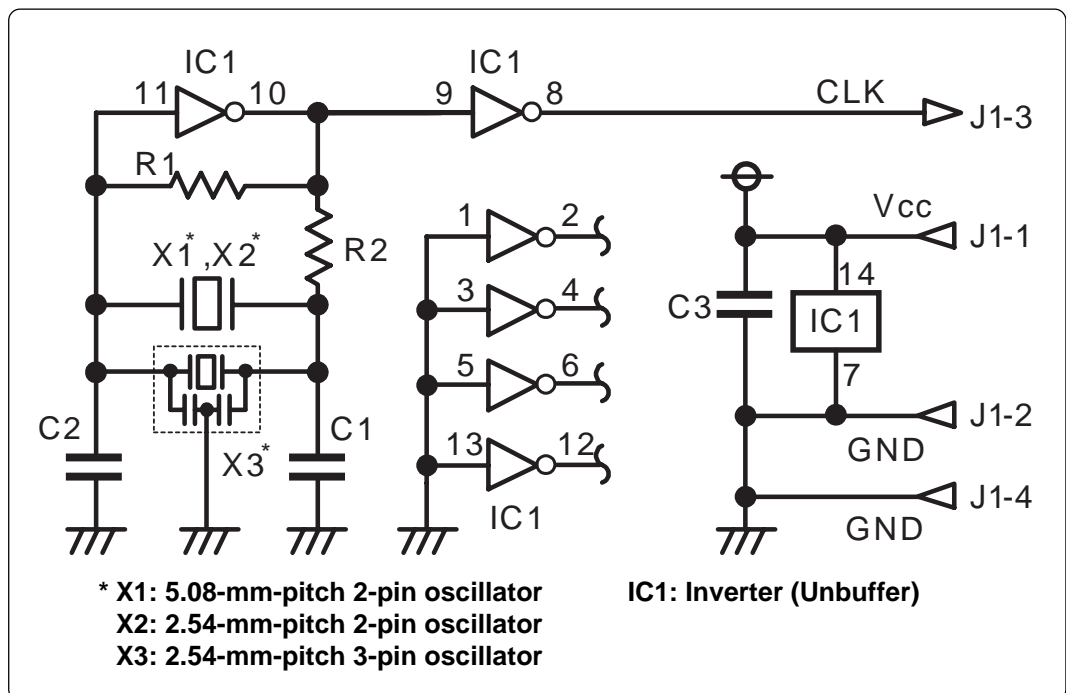 IC1 IC1
11 10 9 8 CLK J1-3
R1
1 2 Vcc J1-1
X1*,X2* R2
3 4 C3 14 IC1
5 6 7
C2 C1 J1-2
X3* 13 12 GND
IC1 J1-4
GND
* X1: 5.08-mm-pitch 2-pin oscillator IC1: Inverter (Unbuffer)
X2: 2.54-mm-pitch 2-pin oscillator
X3: 2.54-mm-pitch 3-pin oscillator